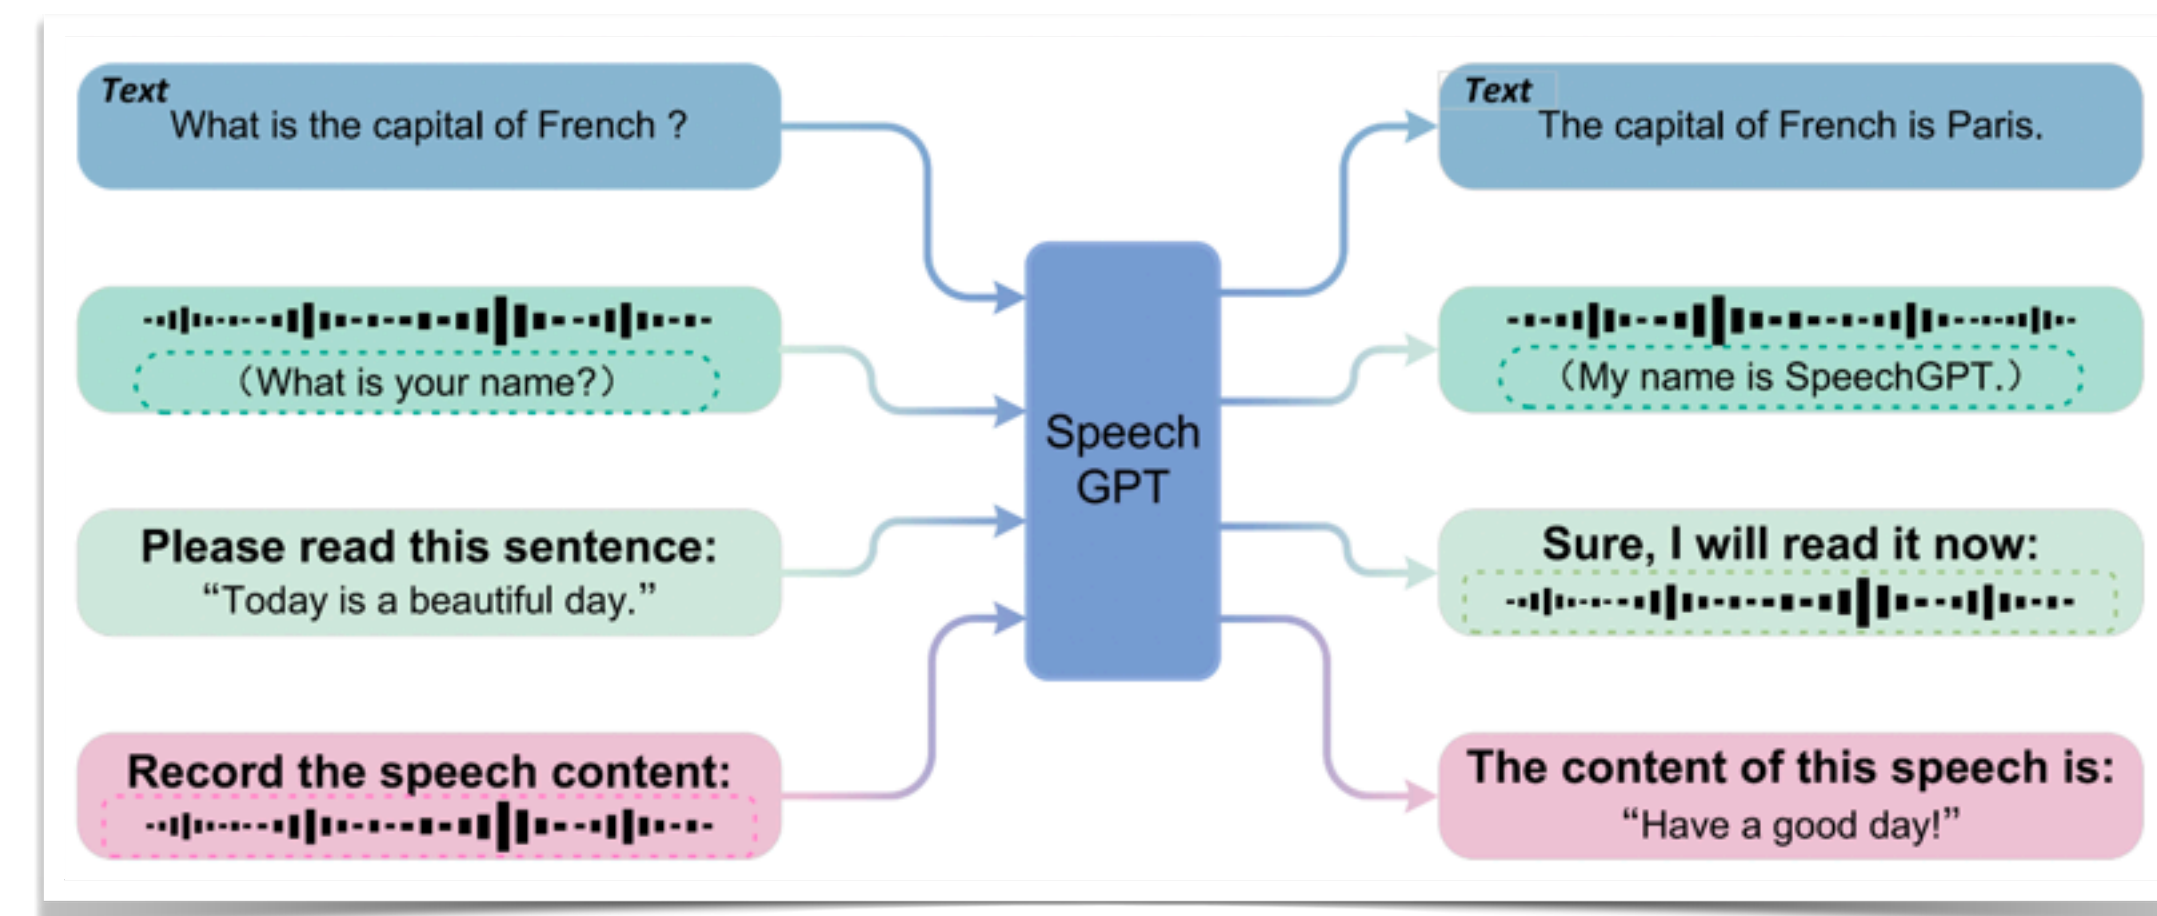 Text
What is the capital of French ?
（What is your name?）
Please read this sentence:
“Today is a beautiful day.”
Record the speech content:
Speech
GPT
Text
The capital of French is Paris.
（My name is SpeechGPT.）
Sure, I will read it now:
The content of this speech is:
“Have a good day!”